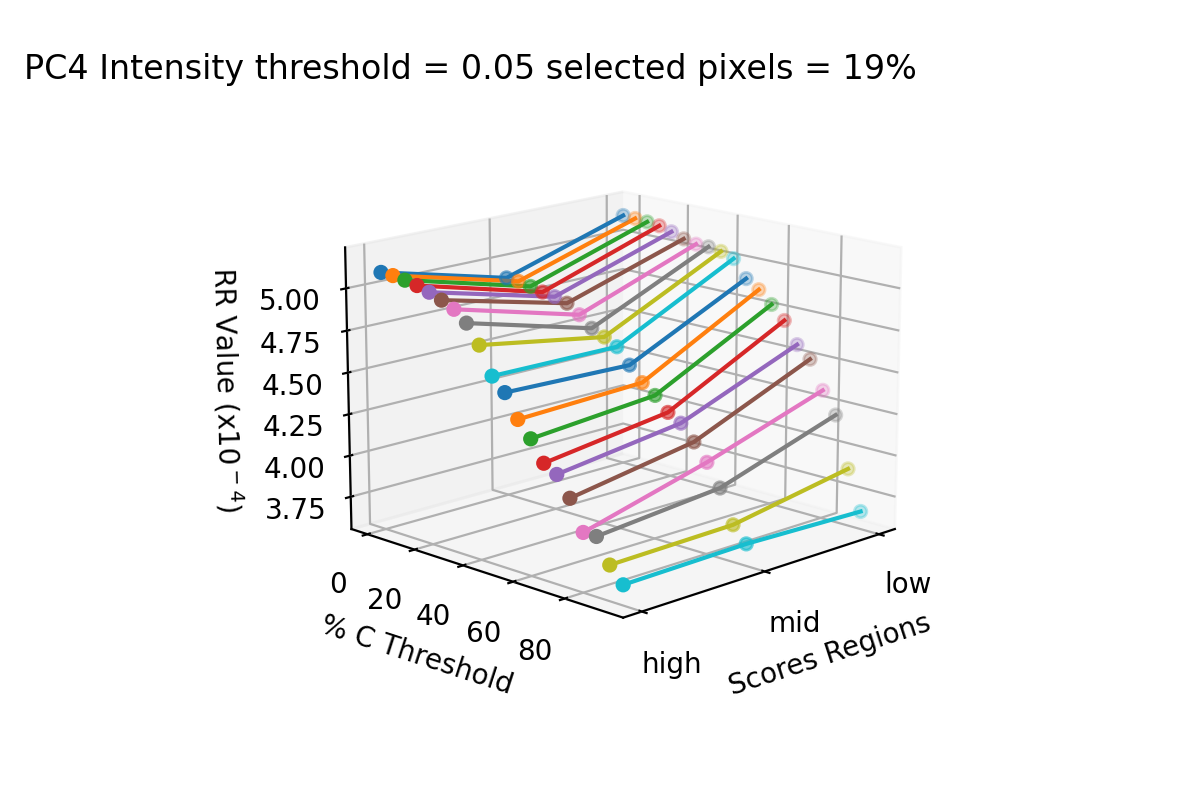 PC4 Intensity threshold = 0.05 selected pixels = 19%
RR Value (x10⁻⁴)
5.00
4.75
4.50
4.25
4.00
3.75
0
20
40
60
80
% C Threshold
low
mid
high
Scores Regions